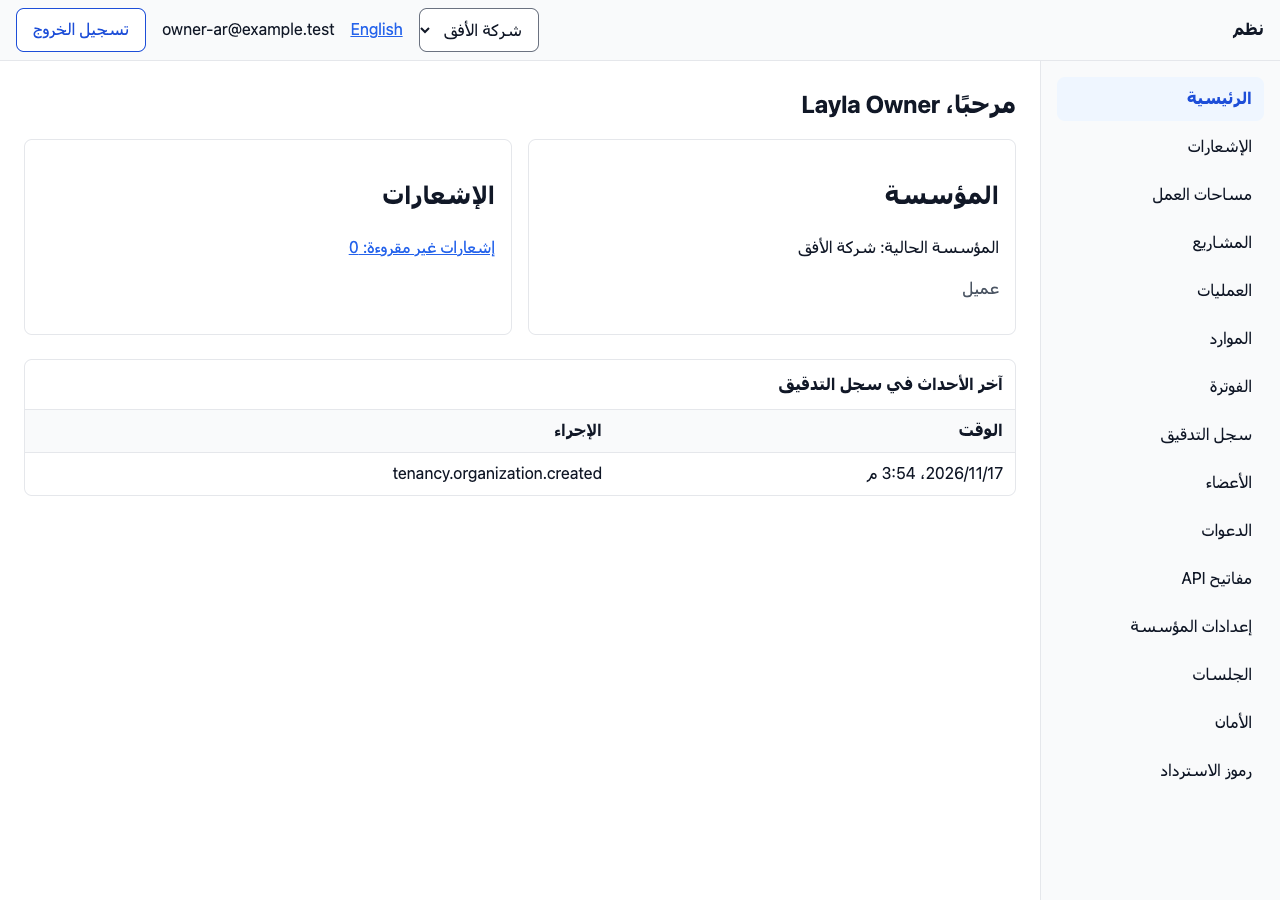 نظم
شركة الأفق
English
owner-ar@example.test
تسجيل الخروج
الرئيسية
الإشعارات
مساحات العمل
المشاريع
العمليات
الموارد
الفوترة
سجل التدقيق
الأعضاء
الدعوات
مفاتيح API
إعدادات المؤسسة
الجلسات
الأمان
رموز الاسترداد
مرحبًا، Layla Owner
المؤسسة
المؤسسة الحالية: شركة الأفق
عميل
الإشعارات
إشعارات غير مقروءة: 0
آخر الأحداث في سجل التدقيق
الوقت الإجراء
2026/11/17، 3:54 م tenancy.organization.created